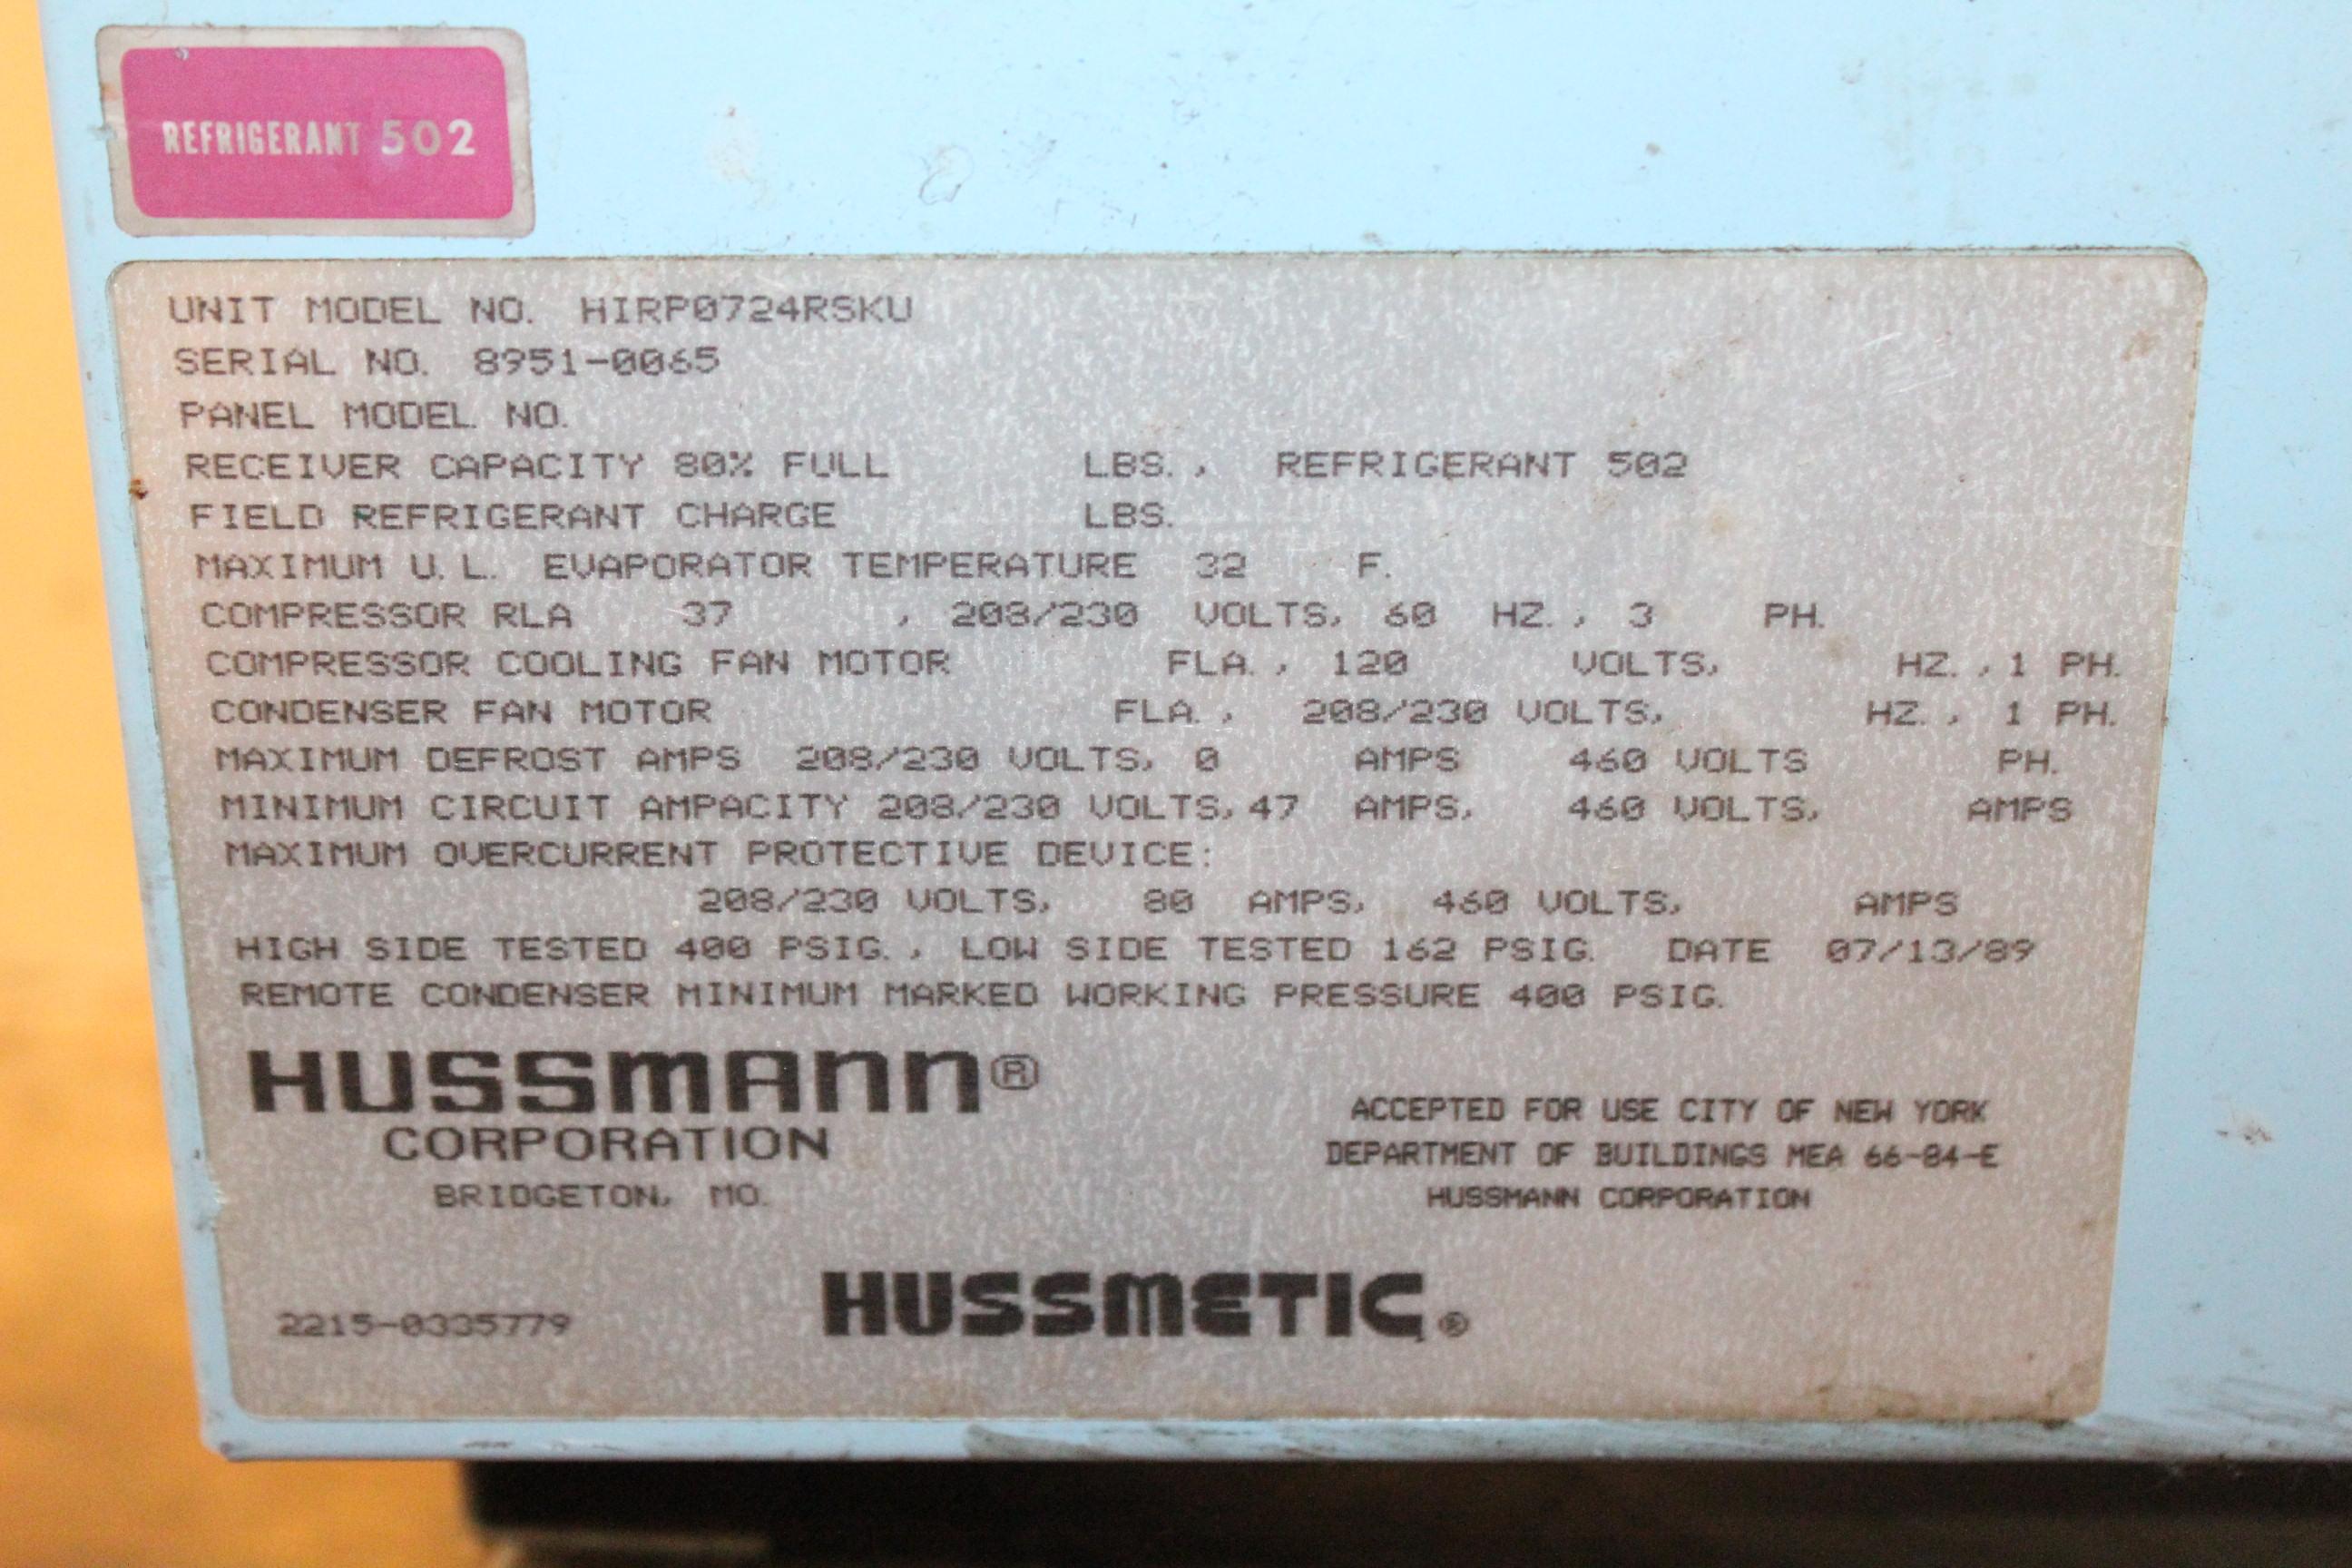 REFRIGERANT 502
UNIT MODEL NO. HIRP0724RSKU
SERIAL NO. 8951-0065
PANEL MODEL NO.
RECEIVER CAPACITY 80% FULL LBS., REFRIGERANT 502
FIELD REFRIGERANT CHARGE LBS.
MAXIMUM U.L. EVAPORATOR TEMPERATURE 32 F.
COMPRESSOR RLA 37 , 208/230 VOLTS, 60 HZ., 3 PH.
COMPRESSOR COOLING FAN MOTOR FLA., 120 VOLTS, HZ.,1 PH.
CONDENSER FAN MOTOR FLA., 208/230 VOLTS, HZ., 1 PH.
MAXIMUM DEFROST AMPS 208/230 VOLTS, 0 AMPS 460 VOLTS PH.
MINIMUM CIRCUIT AMPACITY 208/230 VOLTS,47 AMPS, 460 VOLTS, AMPS
MAXIMUM OVERCURRENT PROTECTIVE DEVICE:
208/230 VOLTS, 80 AMPS, 460 VOLTS, AMPS
HIGH SIDE TESTED 400 PSIG., LOW SIDE TESTED 162 PSIG. DATE 07/13/89
REMOTE CONDENSER MINIMUM MARKED WORKING PRESSURE 400 PSIG.
HUSSMANN®
CORPORATION
BRIDGETON, MO.
ACCEPTED FOR USE CITY OF NEW YORK
DEPARTMENT OF BUILDINGS MEA 66-84-E
HUSSMANN CORPORATION
2215-0335779
HUSSMETIC®